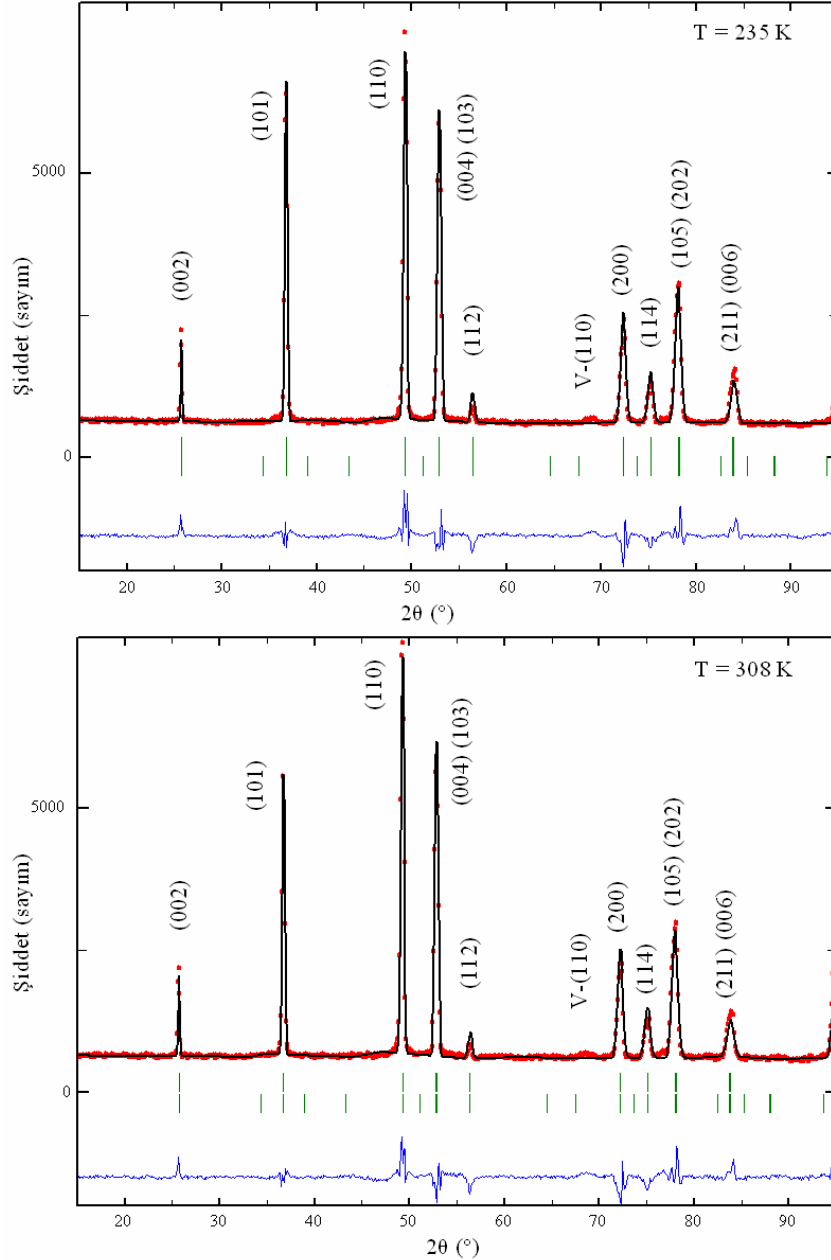 T = 235 K
(002)
(101)
(110)
(004) (103)
(112)
V-(110)
(200)
(114)
(105) (202)
(211) (006)
5000
0
Şiddet (sayım)
20 30 40 50 60 70 80 90
2θ (°)
T = 308 K
(002)
(101)
(110)
(004) (103)
(112)
V-(110)
(200)
(114)
(105) (202)
(211) (006)
5000
0
Şiddet (sayım)
20 30 40 50 60 70 80 90
2θ (°)